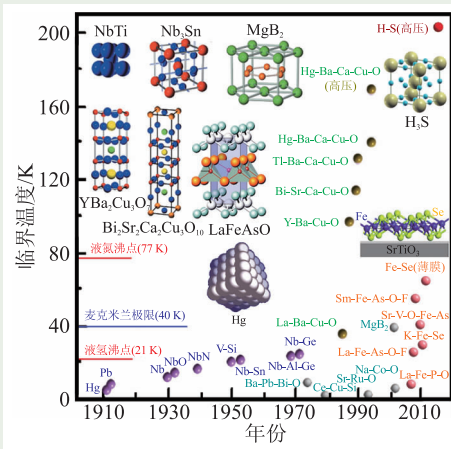 NbTi
Nb₃Sn
MgB₂
H-S(高压)
Hg-Ba-Ca-Cu-O
(高压)
H₃S
Hg-Ba-Ca-Cu-O
Tl-Ba-Ca-Cu-O
Bi-Sr-Ca-Cu-O
Y-Ba-Cu-O
YBa₂Cu₃O₇
Bi₂Sr₂Ca₂Cu₃O₁₀
LaFeAsO
Fe
Se
SrTiO₃
Fe-Se(薄膜)
液氮沸点(77 K)
Hg
Sm-Fe-As-O-F
Sr-V-O-Fe-As
麦克米兰极限(40 K)
La-Ba-Cu-O
MgB₂
K-Fe-Se
液氢沸点(21 K)
V-Si
Nb-Ge
La-Fe-As-O-F
NbN
NbO
Nb
Nb-Sn
Nb-Al-Ge
Na-Co-O
Sr-Ru-O
La-Fe-P-O
Pb
Hg
Ba-Pb-Bi-O
Ce-Cu-Si
200
160
120
80
40
0
临界温度/K
1910 1930 1950 1970 1990 2010
年份